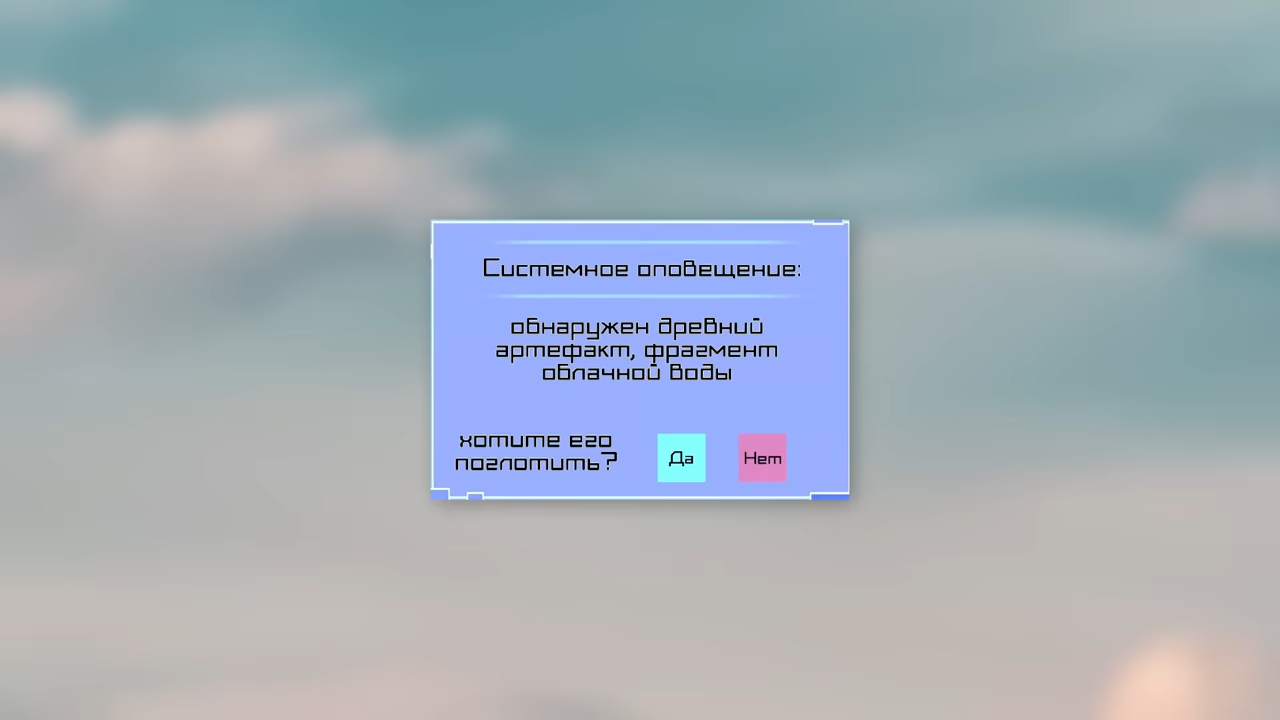 Системное оповещение:
обнаружен древний
артефакт, фрагмент
облачной воды
хотите его
поглотить?
Да
Нет